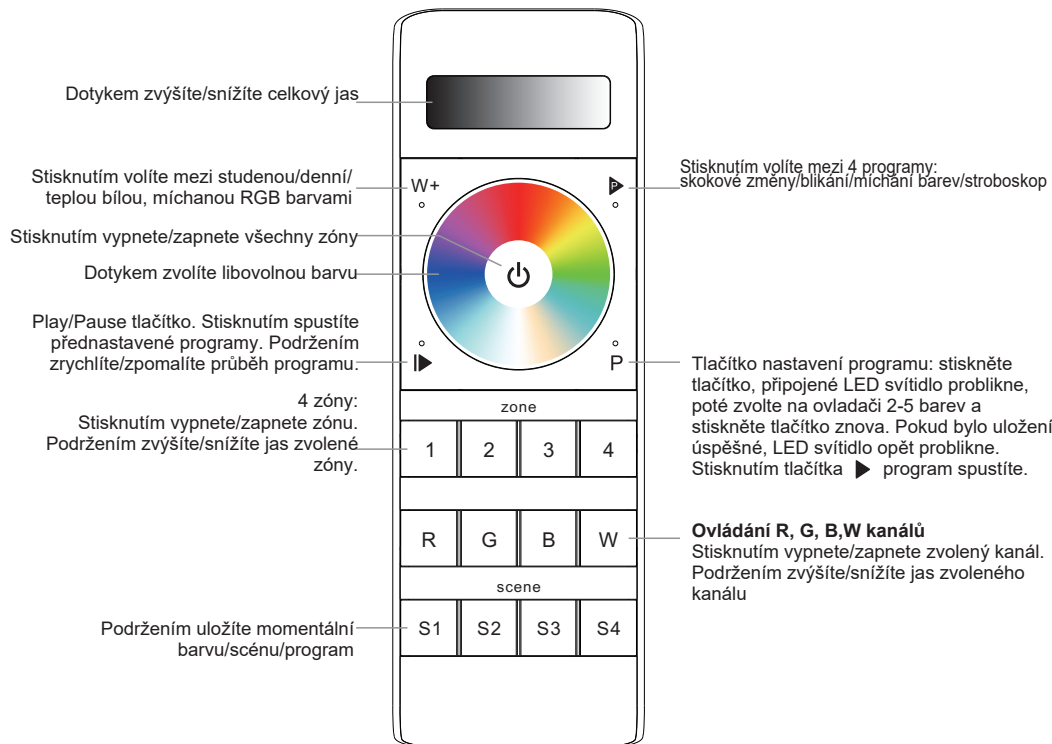 Dotykem zvýšíte/snížíte celkový jas
Stisknutím volíte mezi studenou/denní/
teplou bílou, míchanou RGB barvami
Stisknutím vypnete/zapnete všechny zóny
Dotykem zvolíte libovolnou barvu
Play/Pause tlačítko. Stisknutím spustíte
přednastavené programy. Podržením
zrychlíte/zpomalíte průběh programu.
4 zóny:
Stisknutím vypnete/zapnete zónu.
Podržením zvýšíte/snížíte jas zvolené
zóny.
Podržením uložíte momentální
barvu/scénu/program
W+
P
P
zone
1 2 3 4
R G B W
scene
S1 S2 S3 S4
Stisknutím volíte mezi 4 programy:
skokové změny/blikání/míchání barev/stroboskop
Tlačítko nastavení programu: stiskněte
tlačítko, připojené LED svítidlo problikne,
poté zvolte na ovladači 2-5 barev a
stiskněte tlačítko znova. Pokud bylo uložení
úspěšné, LED svítidlo opět problikne.
Stisknutím tlačítka ▶ program spustíte.
Ovládání R, G, B,W kanálů
Stisknutím vypnete/zapnete zvolený kanál.
Podržením zvýšíte/snížíte jas zvoleného
kanálu